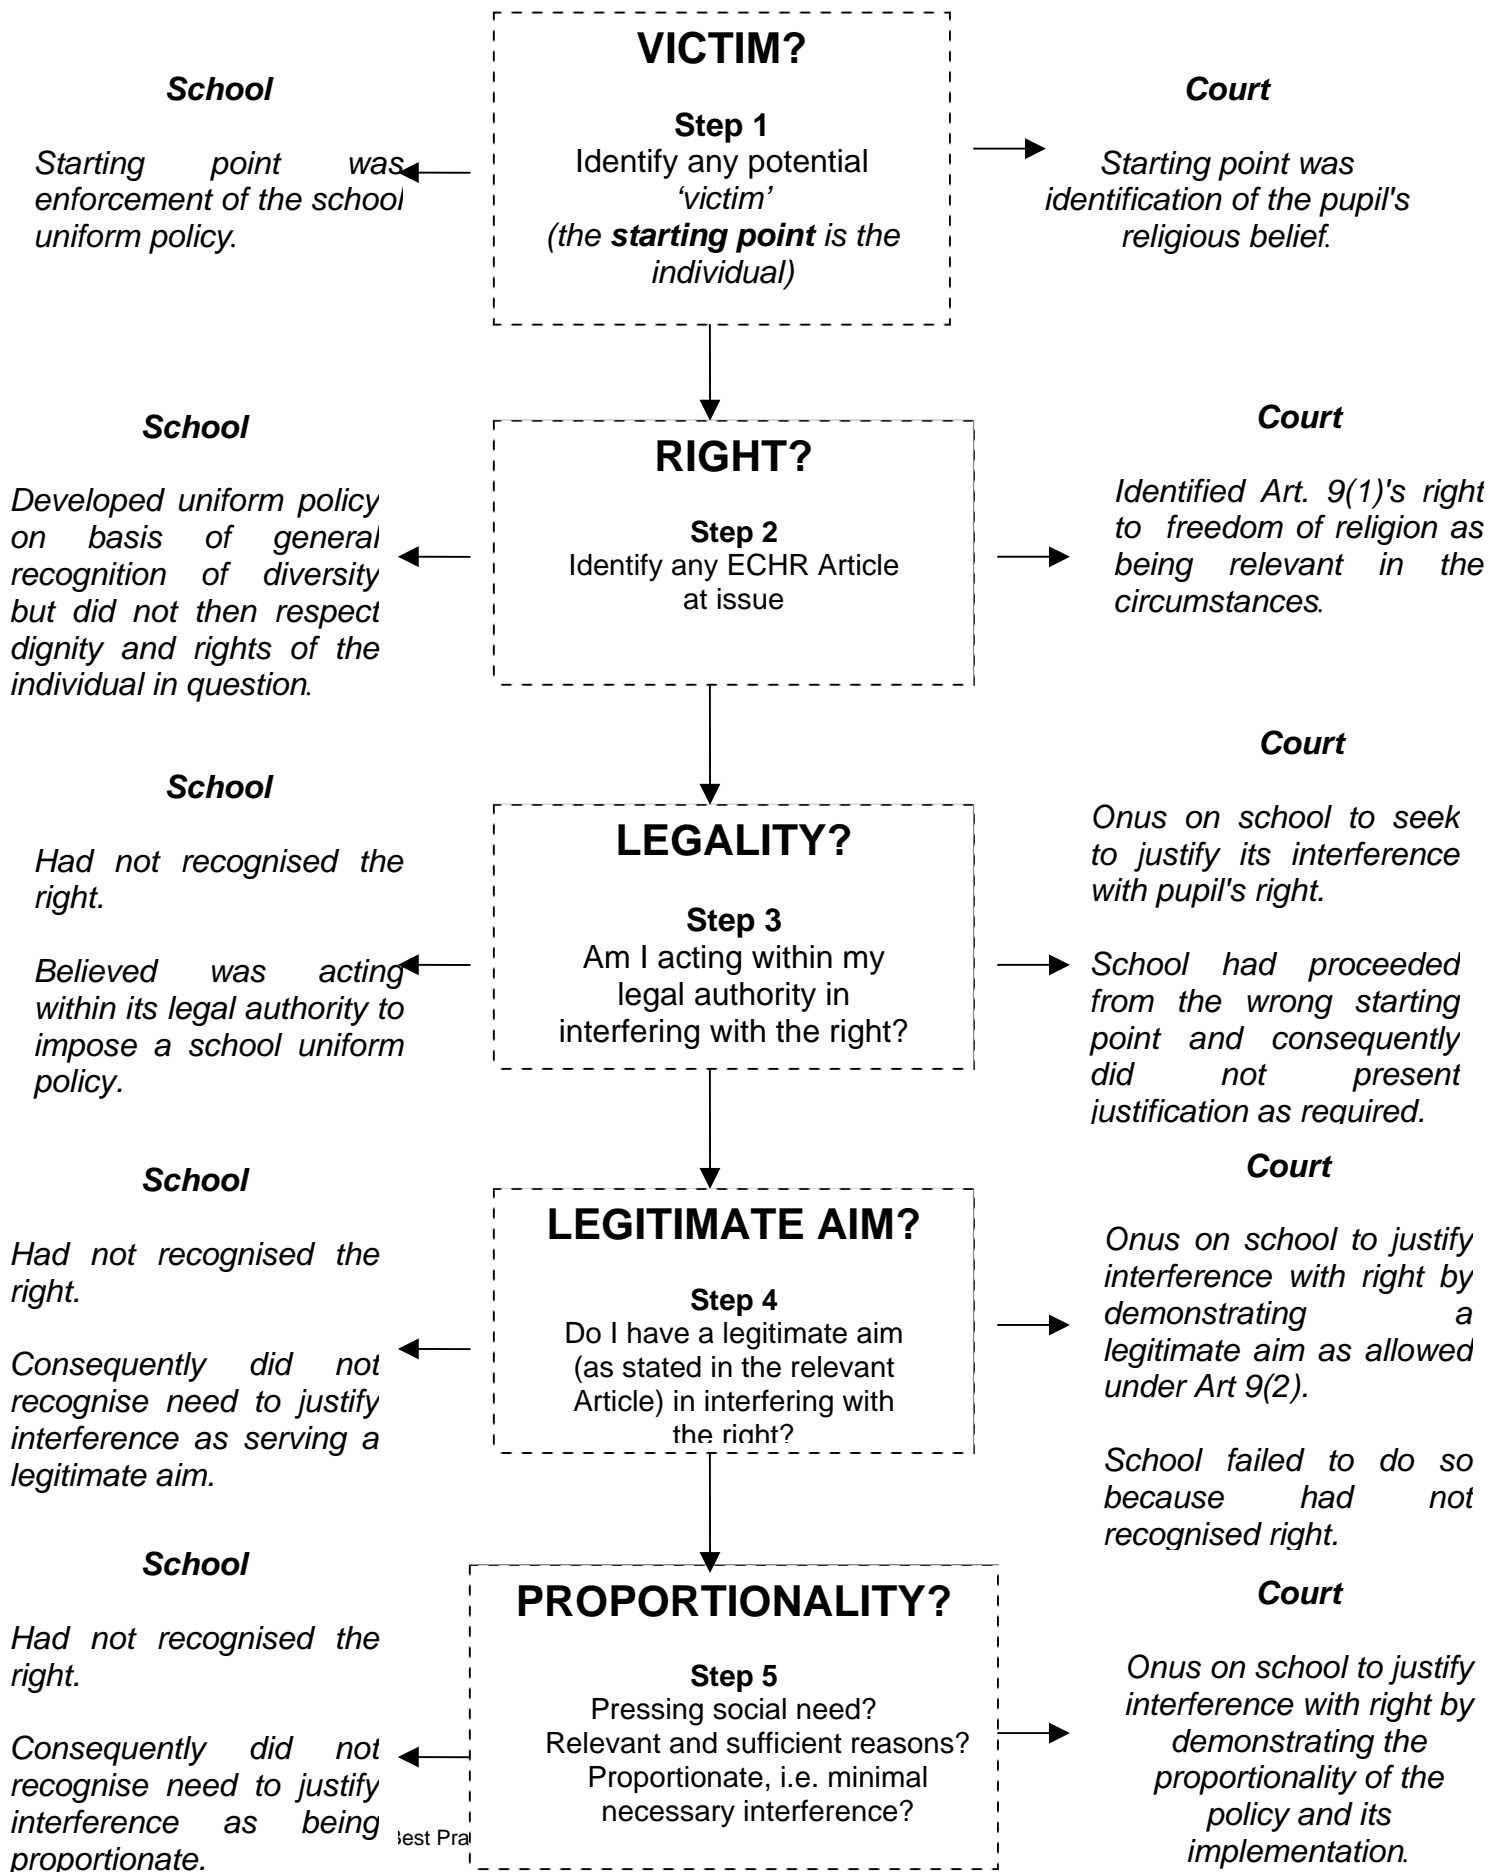 VICTIM?
School
Court
Step 1
Identify any potential
'victim'
(the starting point is the
individual)
Starting point was
enforcement of the school
uniform policy.
Starting point was
identification of the pupil's
religious belief.
School
Court
RIGHT?
Step 2
Identify any ECHR Article
at issue
Developed uniform policy
on basis of general
recognition of diversity
but did not then respect
dignity and rights of the
individual in question.
Identified Art. 9(1)'s right
to freedom of religion as
being relevant in the
circumstances.
School
Court
LEGALITY?
Step 3
Am I acting within my
legal authority in
interfering with the right?
Had not recognised the
right.
Believed was acting
within its legal authority to
impose a school uniform
policy.
Onus on school to seek
to justify its interference
with pupil's right.
School had proceeded
from the wrong starting
point and consequently
did not present
justification as required.
School
Court
LEGITIMATE AIM?
Step 4
Do I have a legitimate aim
(as stated in the relevant
Article) in interfering with
the right?
Had not recognised the
right.
Consequently did not
recognise need to justify
interference as serving a
legitimate aim.
Onus on school to justify
interference with right by
demonstrating a
legitimate aim as allowed
under Art 9(2).
School failed to do so
because had not
recognised right.
School
Court
PROPORTIONALITY?
Step 5
Pressing social need?
Relevant and sufficient reasons?
Proportionate, i.e. minimal
necessary interference?
Had not recognised the
right.
Consequently did not
recognise need to justify
interference as being
proportionate.
Best Pra
Onus on school to justify
interference with right by
demonstrating the
proportionality of the
policy and its
implementation.